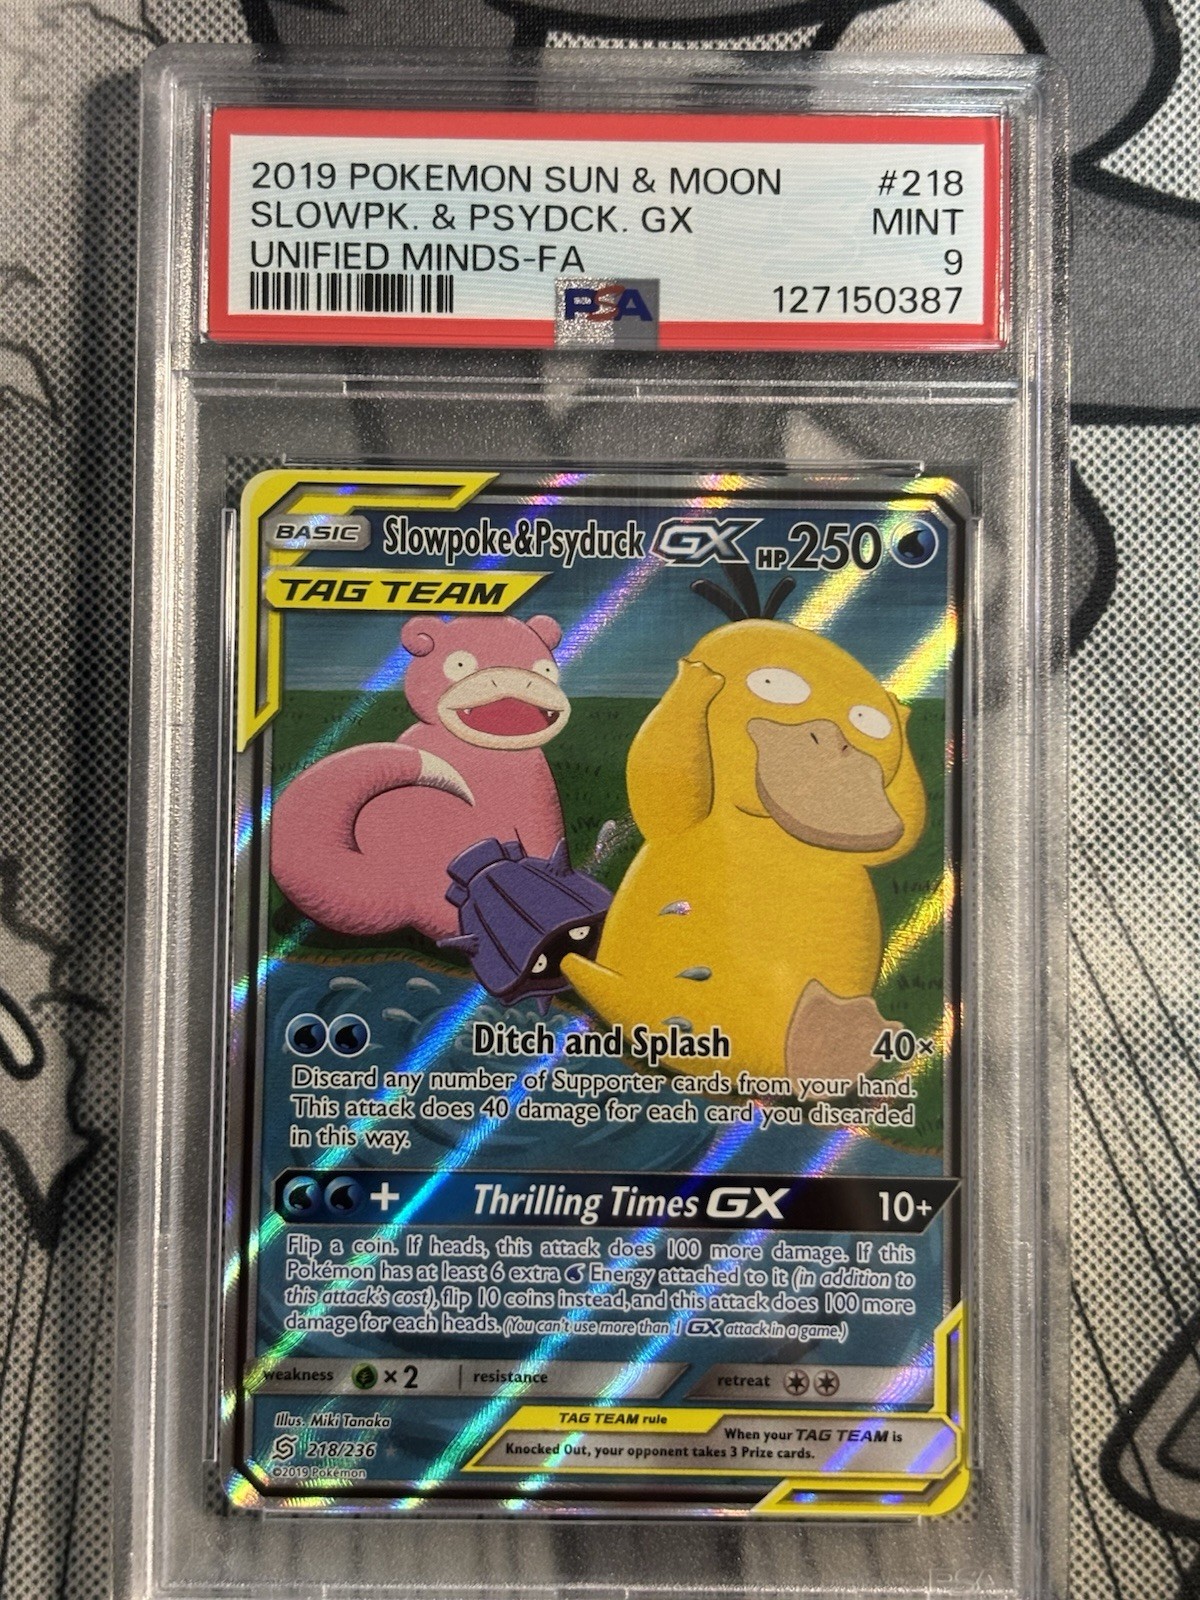 2019 POKEMON SUN & MOON #218
SLOWPK. & PSYDCK. GX MINT
UNIFIED MINDS-FA 9
PSA 127150387
BASIC Slowpoke&Psyduck GX HP250
TAG TEAM
Ditch and Splash 40×
Discard any number of Supporter cards from your hand.
This attack does 40 damage for each card you discarded
in this way.
+ Thrilling Times GX 10+
Flip a coin. If heads, this attack does 100 more damage. If this
Pokémon has at least 6 extra Energy attached to it (in addition to
this attack's cost), flip 10 coins instead, and this attack does 100 more
damage for each heads. (You can't use more than 1 GX attack in a game.)
weakness ×2 resistance retreat
Illus. Miki Tanaka
218/236
©2019 Pokémon
TAG TEAM rule
When your TAG TEAM is
Knocked Out, your opponent takes 3 Prize cards.
PSA